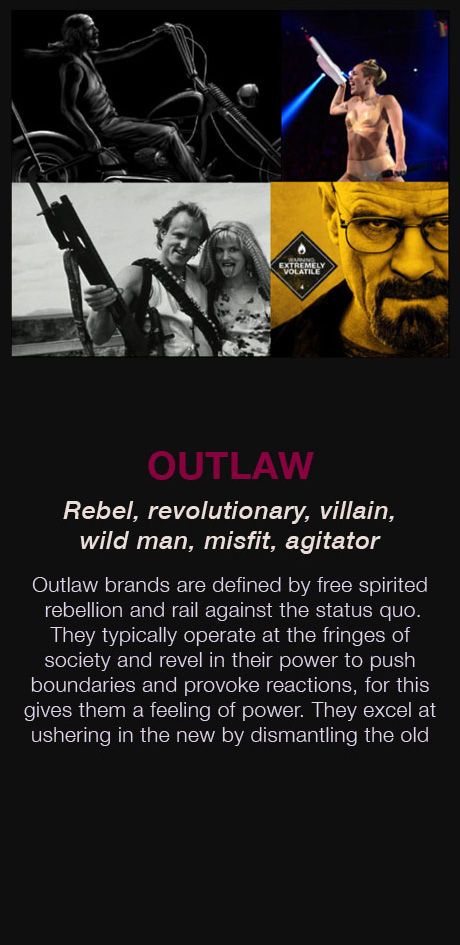 WARNING:
EXTREMELY
VOLATILE
4
OUTLAW
Rebel, revolutionary, villain,
wild man, misfit, agitator
Outlaw brands are defined by free spirited
rebellion and rail against the status quo.
They typically operate at the fringes of
society and revel in their power to push
boundaries and provoke reactions, for this
gives them a feeling of power. They excel at
ushering in the new by dismantling the old